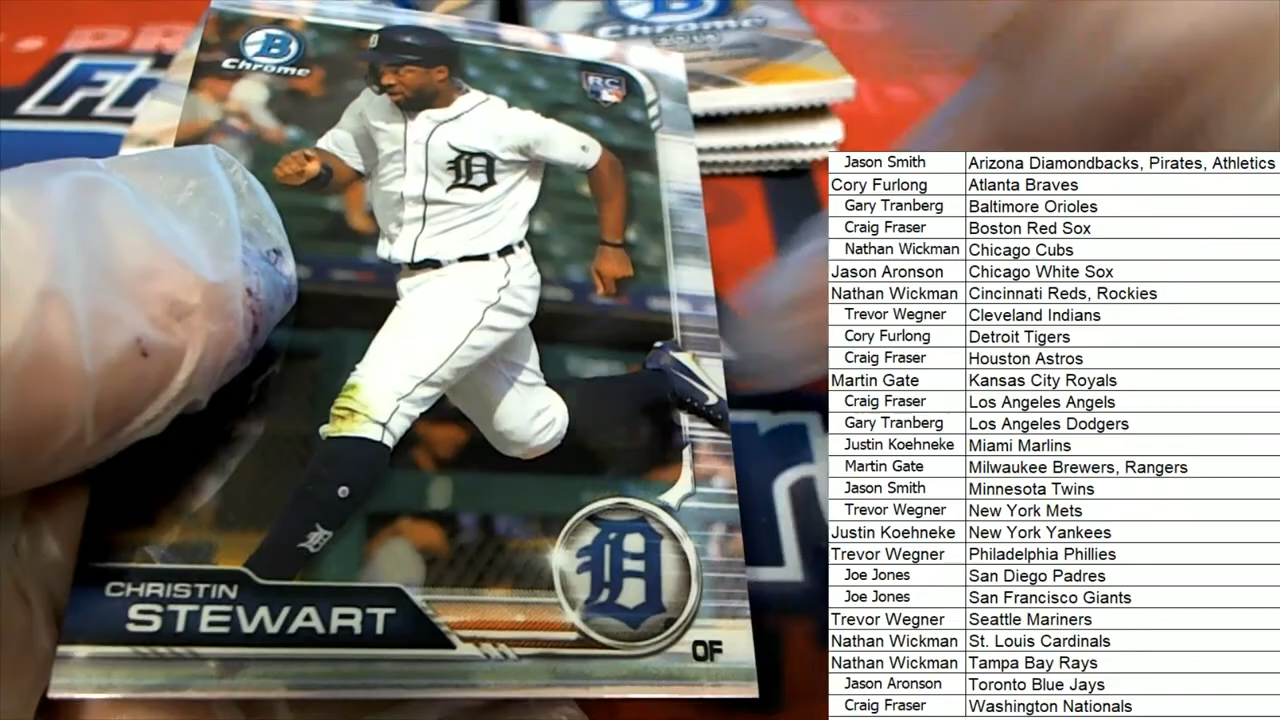 B
Chrome
RC
D
D
CHRISTIN
STEWART
D
OF
B
Chrome
Jason Smith Arizona Diamondbacks, Pirates, Athletics
Cory Furlong Atlanta Braves
Gary Tranberg Baltimore Orioles
Craig Fraser Boston Red Sox
Nathan Wickman Chicago Cubs
Jason Aronson Chicago White Sox
Nathan Wickman Cincinnati Reds, Rockies
Trevor Wegner Cleveland Indians
Cory Furlong Detroit Tigers
Craig Fraser Houston Astros
Martin Gate Kansas City Royals
Craig Fraser Los Angeles Angels
Gary Tranberg Los Angeles Dodgers
Justin Koehneke Miami Marlins
Martin Gate Milwaukee Brewers, Rangers
Jason Smith Minnesota Twins
Trevor Wegner New York Mets
Justin Koehneke New York Yankees
Trevor Wegner Philadelphia Phillies
Joe Jones San Diego Padres
Joe Jones San Francisco Giants
Trevor Wegner Seattle Mariners
Nathan Wickman St. Louis Cardinals
Nathan Wickman Tampa Bay Rays
Jason Aronson Toronto Blue Jays
Craig Fraser Washington Nationals